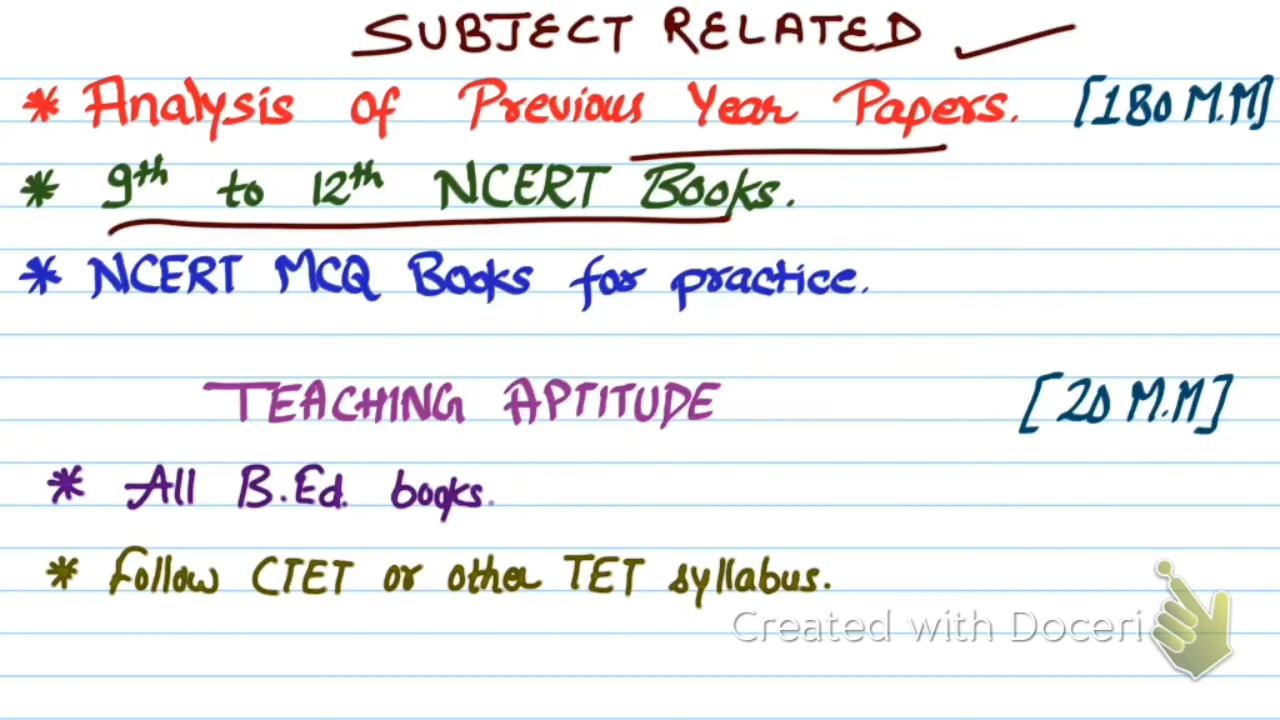 SUBJECT RELATED
* Analysis of Previous Year Papers. [180 M.M]
* 9th to 12th NCERT Books.
* NCERT MCQ Books for practice.
TEACHING APTITUDE [20 M.M]
* All B.Ed. books.
* Follow CTET or other TET syllabus.
Created with Doceri